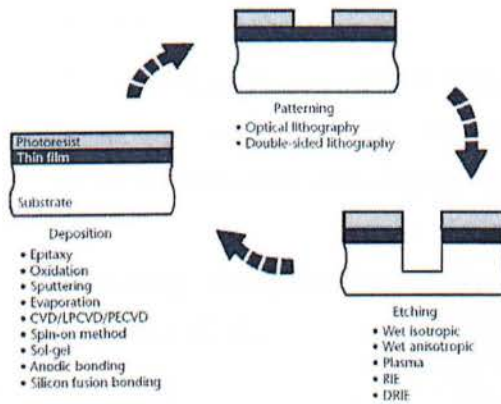 Patterning
• Optical lithography
• Double-sided lithography
Photoresist
Thin film
Substrate
Deposition
• Epitaxy
• Oxidation
• Sputtering
• Evaporation
• CVD/LPCVD/PECVD
• Spin-on method
• Sol-gel
• Anodic bonding
• Silicon fusion bonding
Etching
• Wet isotropic
• Wet anisotropic
• Plasma
• RIE
• DRIE